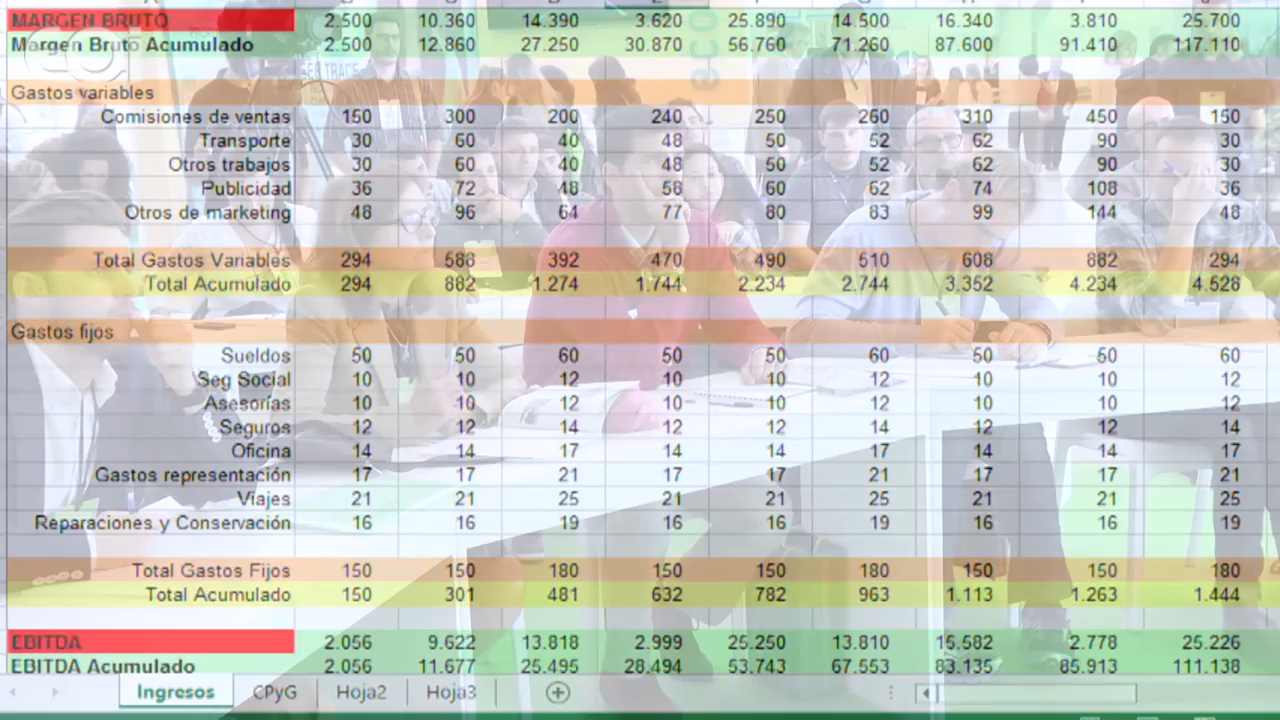 MARGEN BRUTO 2.500 10.360 14.390 3.620 25.890 14.500 16.340 3.810 25.700
Margen Bruto Acumulado 2.500 12.860 27.250 30.870 56.760 71.260 87.600 91.410 117.110
eoi
Gastos variables
Comisiones de ventas 150 300 200 240 250 260 310 450 150
Transporte 30 60 40 48 50 52 62 90 30
Otros trabajos 30 60 40 48 50 52 62 90 30
Publicidad 36 72 48 58 60 62 74 108 36
Otros de marketing 48 96 64 77 80 83 99 144 48
Total Gastos Variables 294 588 392 470 490 510 608 882 294
Total Acumulado 294 882 1.274 1.744 2.234 2.744 3.352 4.234 4.528
Gastos fijos
Sueldos 50 50 60 50 50 60 50 50 60
Seg Social 10 10 12 10 10 12 10 10 12
Asesorías 10 10 12 10 10 12 10 10 12
Seguros 12 12 14 12 12 14 12 12 14
Oficina 14 14 17 14 14 17 14 14 17
Gastos representación 17 17 21 17 17 21 17 17 21
Viajes 21 21 25 21 21 25 21 21 25
Reparaciones y Conservación 16 16 19 16 16 19 16 16 19
Total Gastos Fijos 150 150 180 150 150 180 150 150 180
Total Acumulado 150 301 481 632 782 963 1.113 1.263 1.444
EBITDA 2.056 9.622 13.818 2.999 25.250 13.810 15.582 2.778 25.226
EBITDA Acumulado 2.056 11.677 25.495 28.494 53.743 67.553 83.135 85.913 111.138
Ingresos CPyG Hoja2 Hoja3